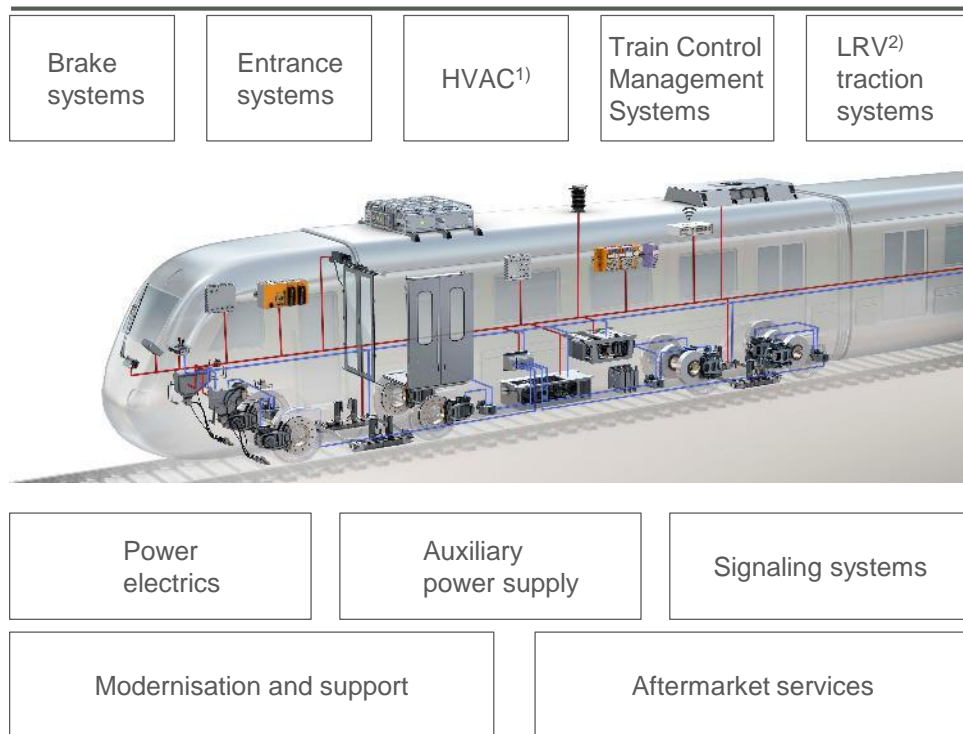 Brake
systems
Entrance
systems
HVAC1)
Train Control
Management
Systems
LRV2)
traction
systems
Power
electrics
Auxiliary
power supply
Signaling systems
Modernisation and support
Aftermarket services